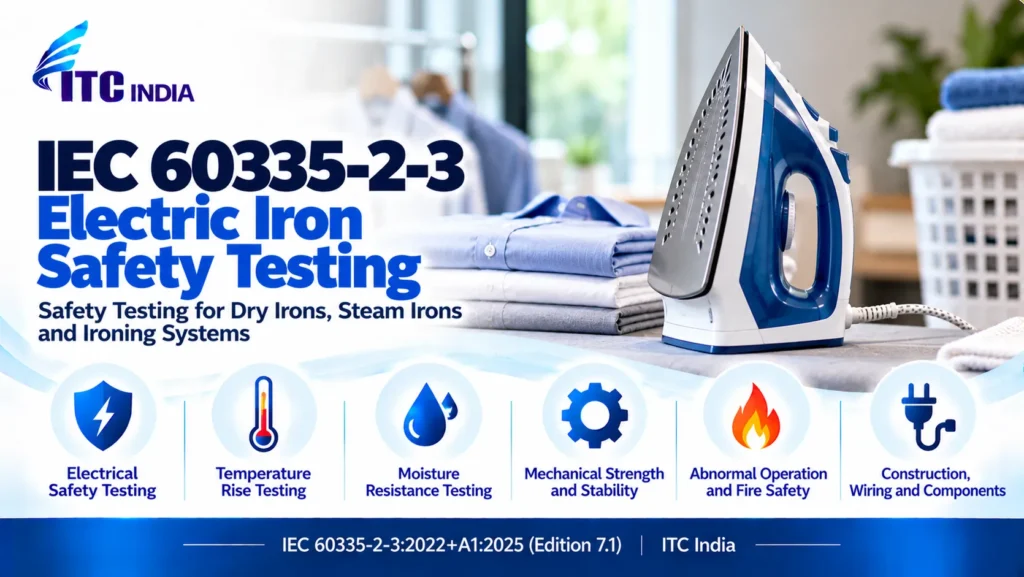 ITC INDIA
IEC 60335-2-3
Electric Iron
Safety Testing
Safety Testing for Dry Irons, Steam Irons
and Ironing Systems
Electrical
Safety Testing
Temperature
Rise Testing
Moisture
Resistance Testing
Mechanical Strength
and Stability
Abnormal Operation
and Fire Safety
Construction,
Wiring and Components
IEC 60335-2-3:2022+A1:2025 (Edition 7.1) | ITC India